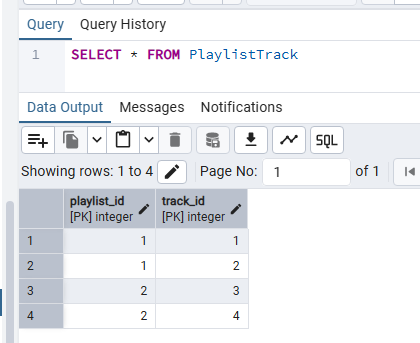 Query Query History
1 SELECT * FROM PlaylistTrack
Data Output Messages Notifications
SQL
Showing rows: 1 to 4 Page No: 1 of 1
playlist_id track_id
[PK] integer [PK] integer
1 1 1
2 1 2
3 2 3
4 2 4